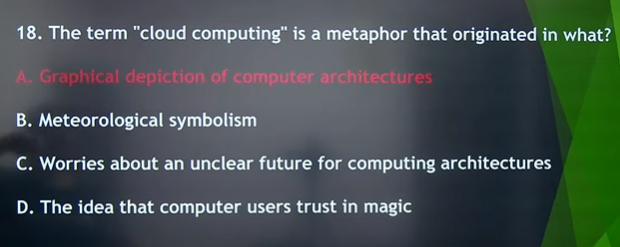 18. The term "cloud computing" is a metaphor that originated in what?
A. Graphical depiction of computer architectures
B. Meteorological symbolism
C. Worries about an unclear future for computing architectures
D. The idea that computer users trust in magic